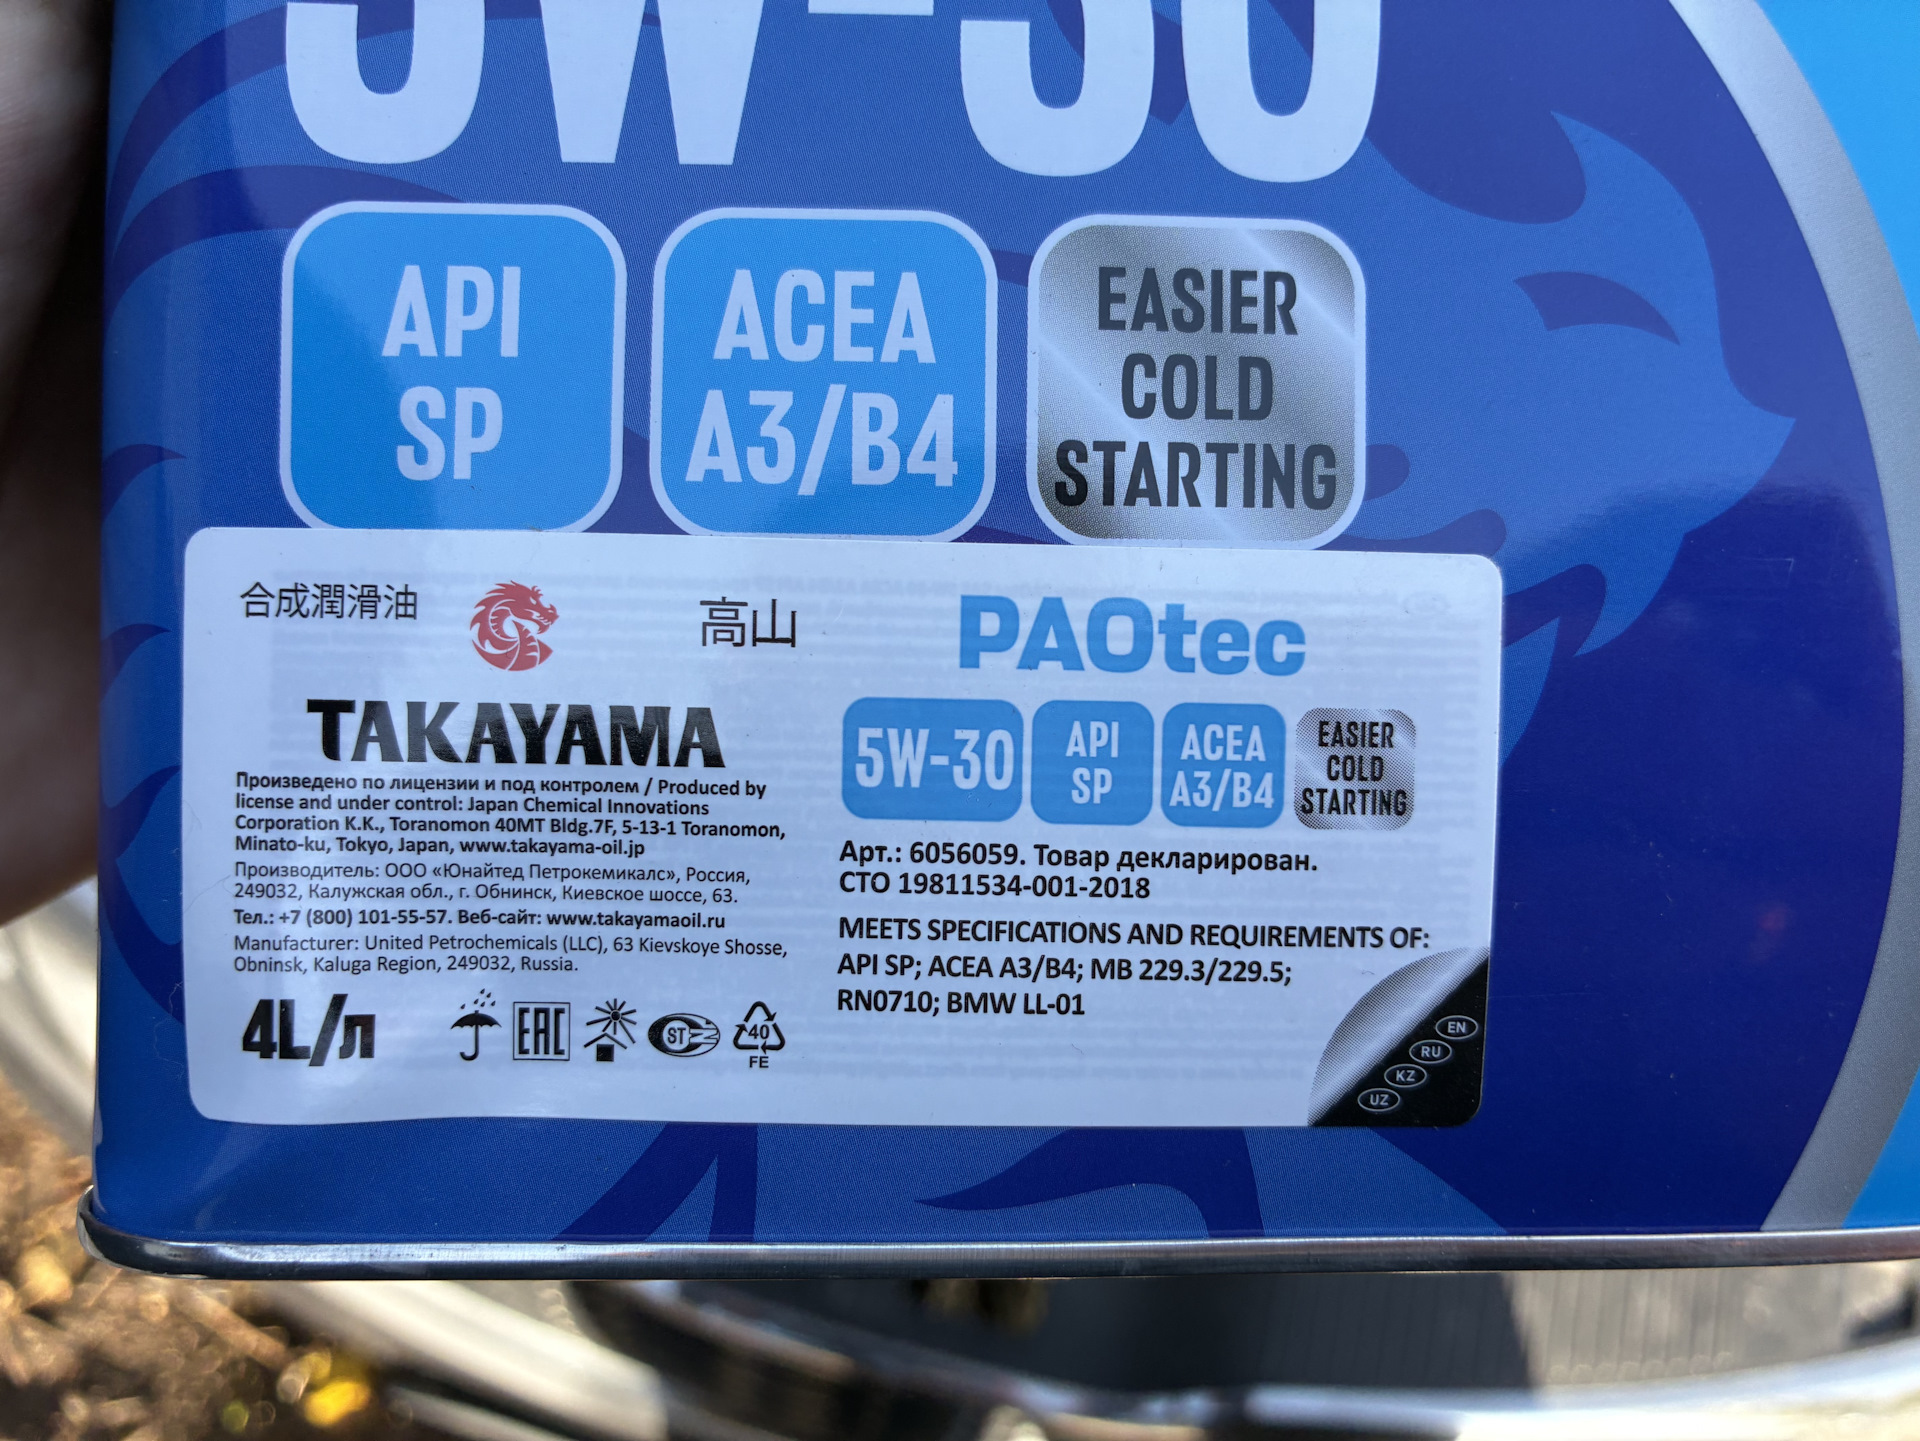 5W-30
API
SP
ACEA
A3/B4
EASIER
COLD
STARTING
合成潤滑油
高山
TAKAYAMA
Произведено по лицензии и под контролем / Produced by
license and under control: Japan Chemical Innovations
Corporation K.K., Toranomon 40MT Bldg.7F, 5-13-1 Toranomon,
Minato-ku, Tokyo, Japan, www.takayama-oil.jp
Производитель: ООО «Юнайтед Петрокемикалс», Россия,
249032, Калужская обл., г. Обнинск, Киевское шоссе, 63.
Тел.: +7 (800) 101-55-57. Веб-сайт: www.takayamaoil.ru
Manufacturer: United Petrochemicals (LLC), 63 Kievskoye Shosse,
Obninsk, Kaluga Region, 249032, Russia.
4L/л
EAC
ST
40
FE
PAOtec
5W-30
API
SP
ACEA
A3/B4
EASIER
COLD
STARTING
Арт.: 6056059. Товар декларирован.
СТО 19811534-001-2018
MEETS SPECIFICATIONS AND REQUIREMENTS OF:
API SP; ACEA A3/B4; MB 229.3/229.5;
RN0710; BMW LL-01
EN
RU
KZ
UZ